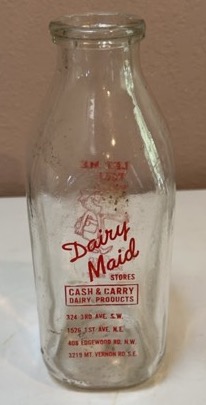 Dairy
Maid
STORES
CASH & CARRY
DAIRY PRODUCTS
324 3RD. AVE. S.W.
1576 1ST AVE. N.E.
408 EDGEWOOD RD. N.W.
3219 MT. VERNON RD. S.E.